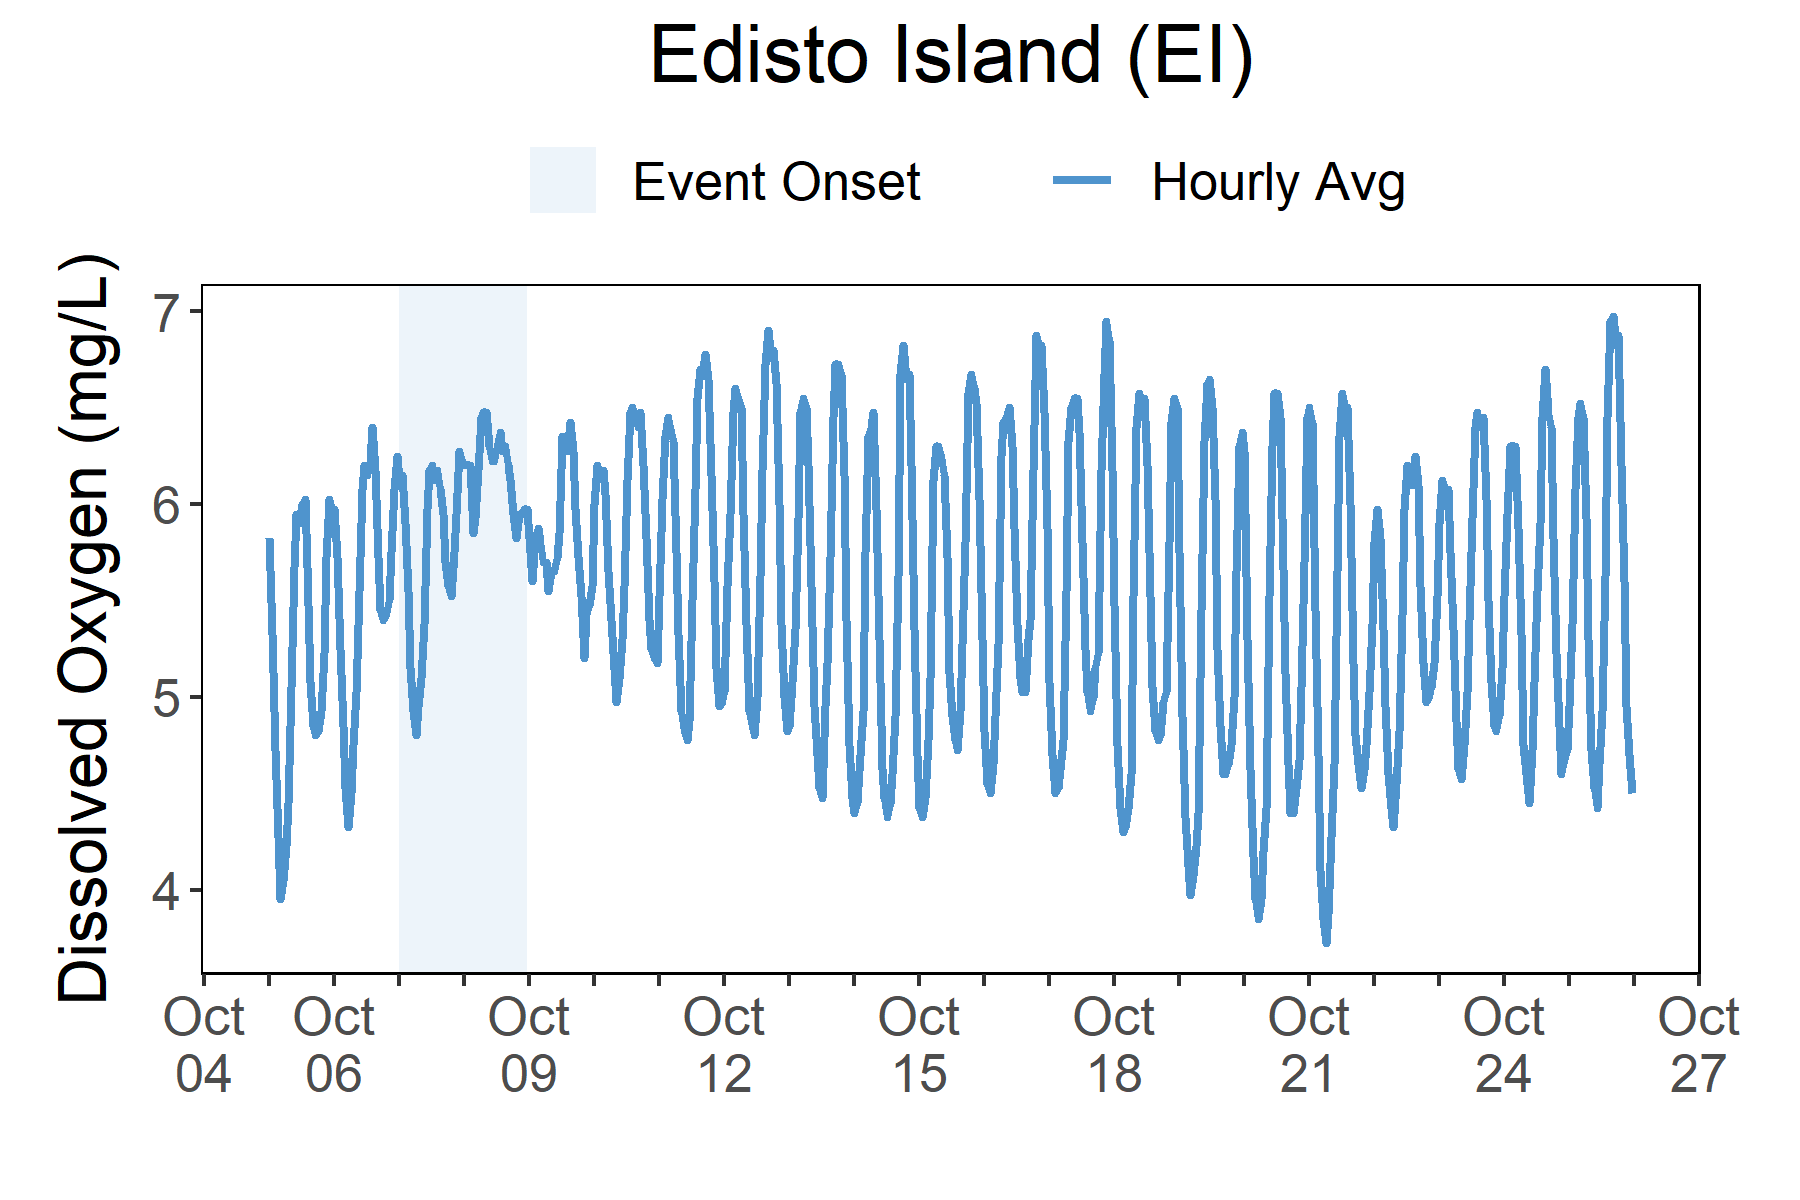 Edisto Island (EI)
Event Onset
Hourly Avg
Dissolved Oxygen (mg/L)
7
6
5
4
Oct Oct Oct Oct Oct Oct Oct Oct Oct
04 06 09 12 15 18 21 24 27